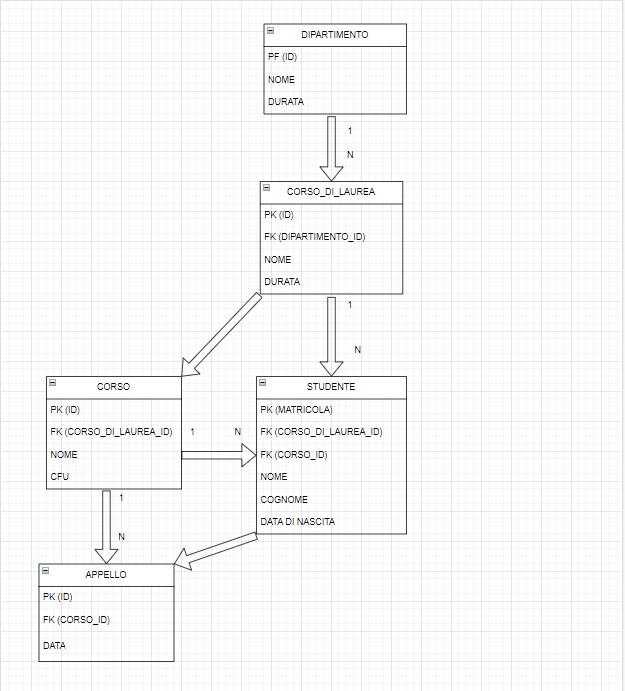 DIPARTIMENTO
PF (ID)
NOME
DURATA
1
N
CORSO_DI_LAUREA
PK (ID)
FK (DIPARTIMENTO_ID)
NOME
DURATA
1
N
CORSO
PK (ID)
FK (CORSO_DI_LAUREA_ID)
NOME
CFU
1 N
STUDENTE
PK (MATRICOLA)
FK (CORSO_DI_LAUREA_ID)
FK (CORSO_ID)
NOME
COGNOME
DATA DI NASCITA
1
N
APPELLO
PK (ID)
FK (CORSO_ID)
DATA